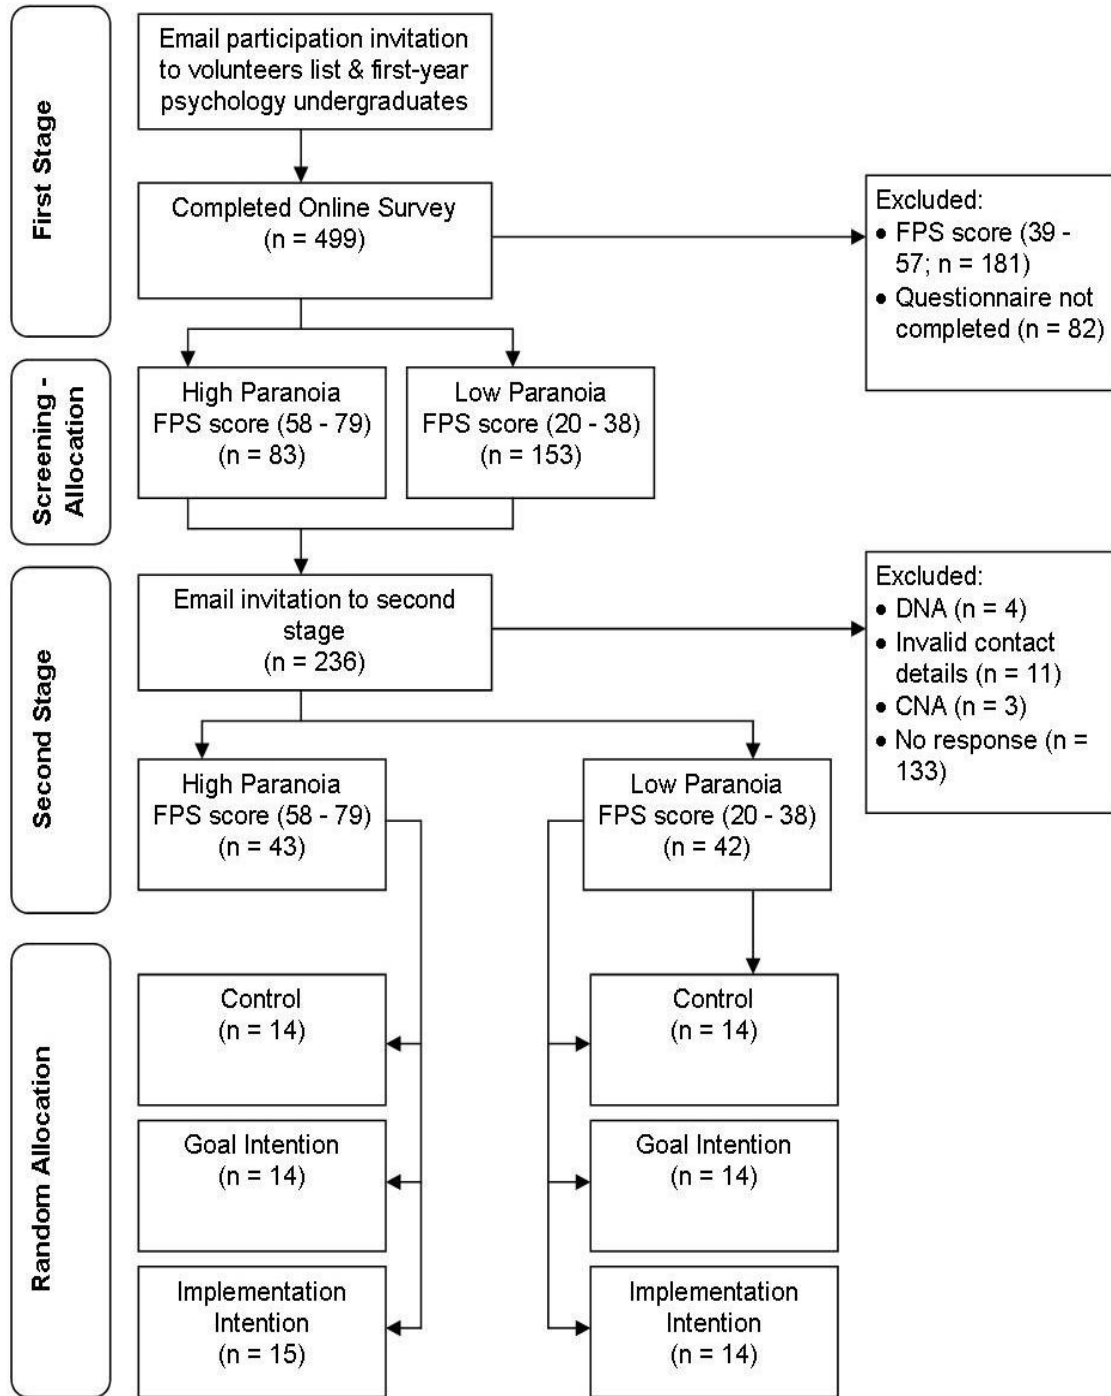 First Stage
Email participation invitation
to volunteers list & first-year
psychology undergraduates
Completed Online Survey
(n = 499)
Excluded:
• FPS score (39 -
57; n = 181)
• Questionnaire not
completed (n = 82)
Screening -
Allocation
High Paranoia
FPS score (58 - 79)
(n = 83)
Low Paranoia
FPS score (20 - 38)
(n = 153)
Second Stage
Email invitation to second
stage
(n = 236)
Excluded:
• DNA (n = 4)
• Invalid contact
details (n = 11)
• CNA (n = 3)
• No response (n =
133)
High Paranoia
FPS score (58 - 79)
(n = 43)
Low Paranoia
FPS score (20 - 38)
(n = 42)
Random Allocation
Control
(n = 14)
Control
(n = 14)
Goal Intention
(n = 14)
Goal Intention
(n = 14)
Implementation
Intention
(n = 15)
Implementation
Intention
(n = 14)